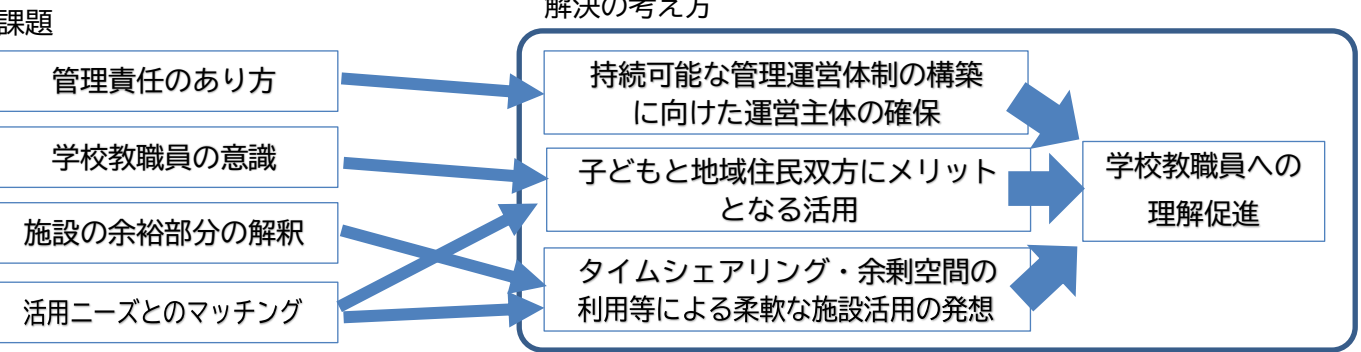 課題
管理責任のあり方
学校教職員の意識
施設の余裕部分の解釈
活用ニーズとのマッチング
解決の考え方
持続可能な管理運営体制の構築
に向けた運営主体の確保
子どもと地域住民双方にメリット
となる活用
タイムシェアリング・余剰空間の
利用等による柔軟な施設活用の発想
学校教職員への
理解促進